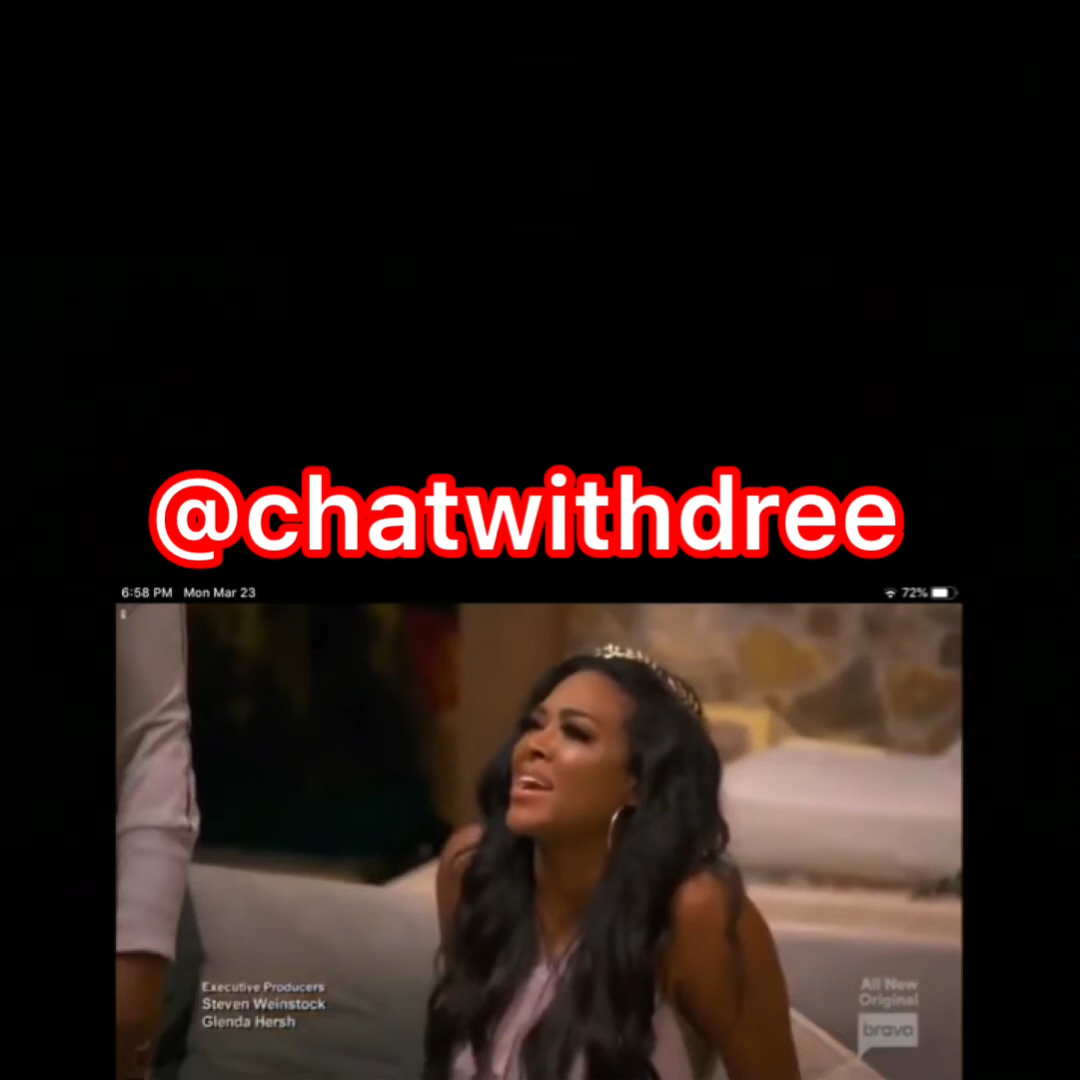 @chatwithdree
6:58 PM Mon Mar 23
72%
Executive Producers
Steven Weinstock
Glenda Hersh
All New
Original
bravo